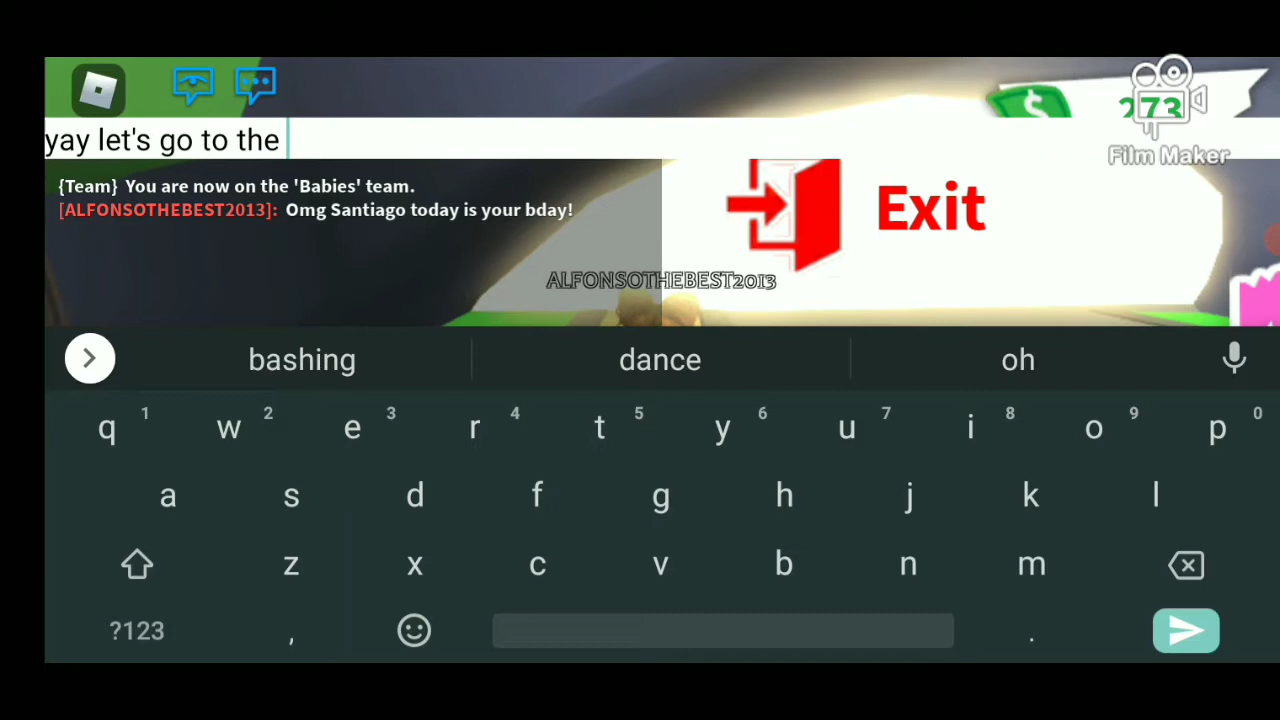 273
Film Maker
yay let's go to the
{Team} You are now on the 'Babies' team.
[ALFONSOTHEBEST2013]: Omg Santiago today is your bday!
Exit
ALFONSOTHEBEST2013
bashing dance oh
q 1 w 2 e 3 r 4 t 5 y 6 u 7 i 8 o 9 p 0
a s d f g h j k l
z x c v b n m
?123 , .